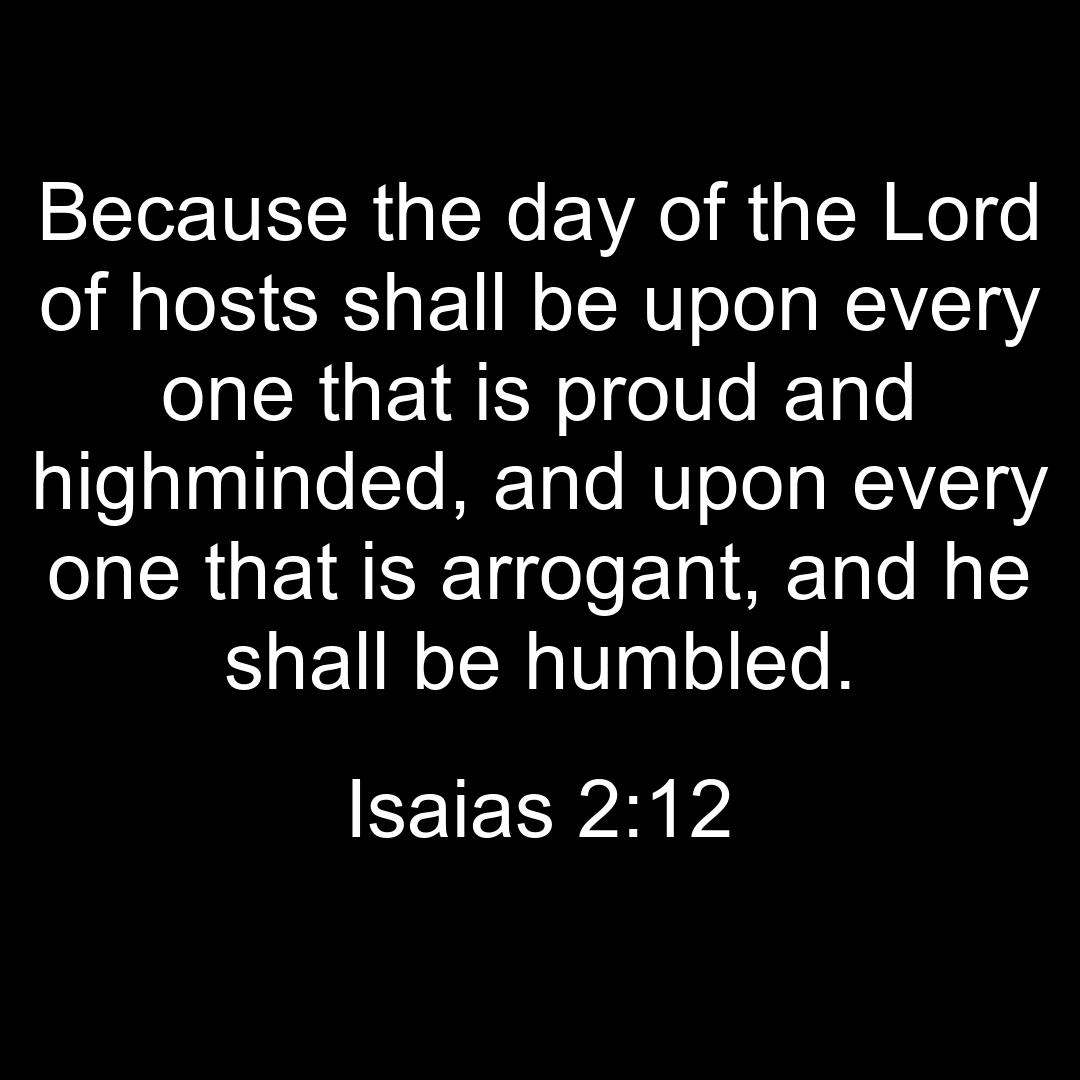 Because the day of the Lord
of hosts shall be upon every
one that is proud and
highminded, and upon every
one that is arrogant, and he
shall be humbled.
Isaias 2:12